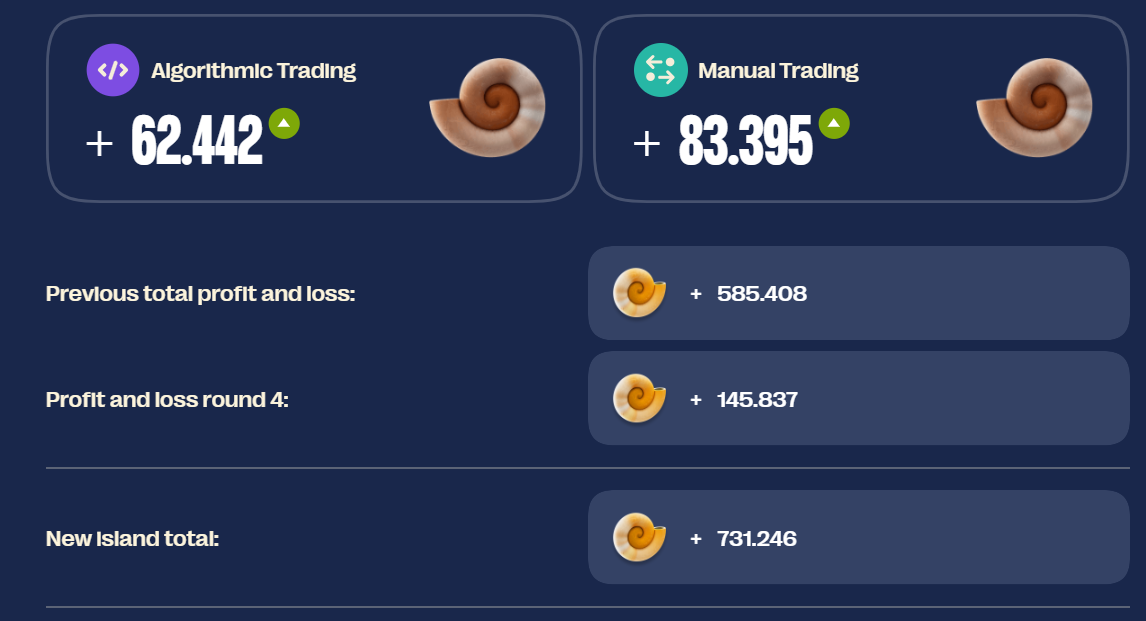 Algorithmic Trading
+ 62.442
Manual Trading
+ 83.395
Previous total profit and loss:
+ 585.408
Profit and loss round 4:
+ 145.837
New Island total:
+ 731.246